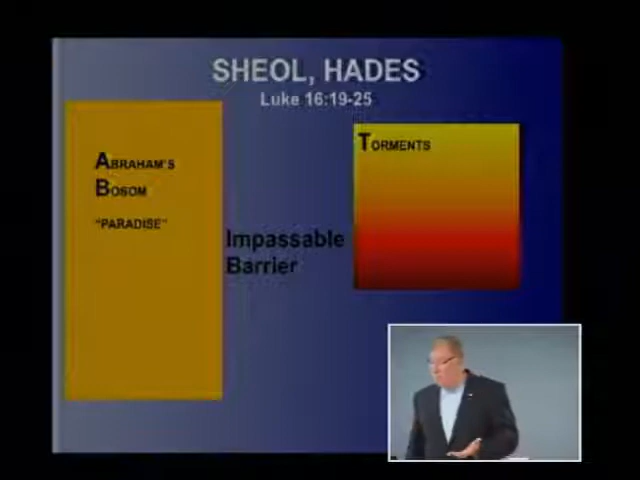 SHEOL, HADES
Luke 16:19-25
ABRAHAM'S
BOSOM
"PARADISE"
Impassable
Barrier
TORMENTS